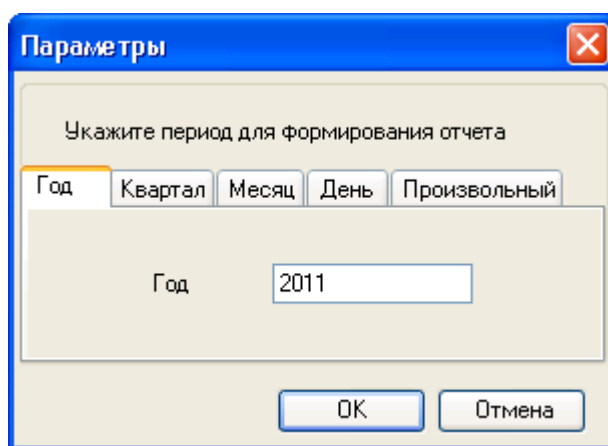 Параметры
Укажите период для формирования отчета
Год Квартал Месяц День Произвольный
Год 2011
OK Отмена